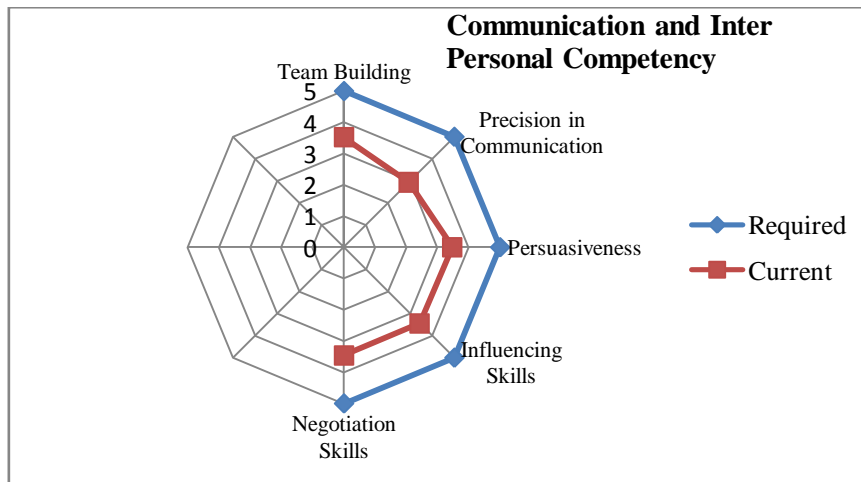 Communication and Inter
Personal Competency
Team Building
5
4
3
2
1
0
Precision in
Communication
Persuasiveness
Influencing
Skills
Negotiation
Skills
Required
Current